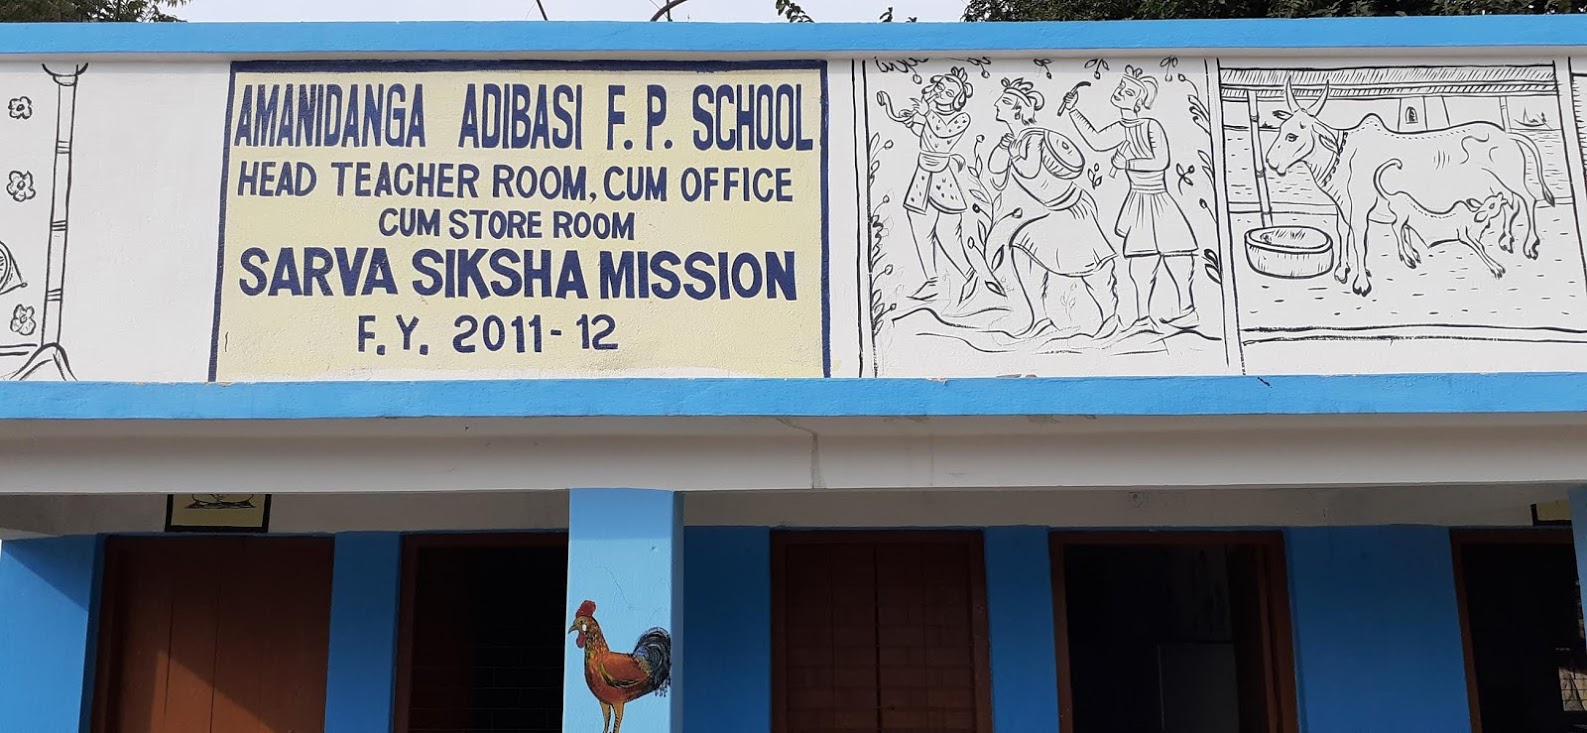 AMANIDANGA ADIBASI F. P. SCHOOL
HEAD TEACHER ROOM, CUM OFFICE
CUM STORE ROOM
SARVA SIKSHA MISSION
F. Y. 2011-12